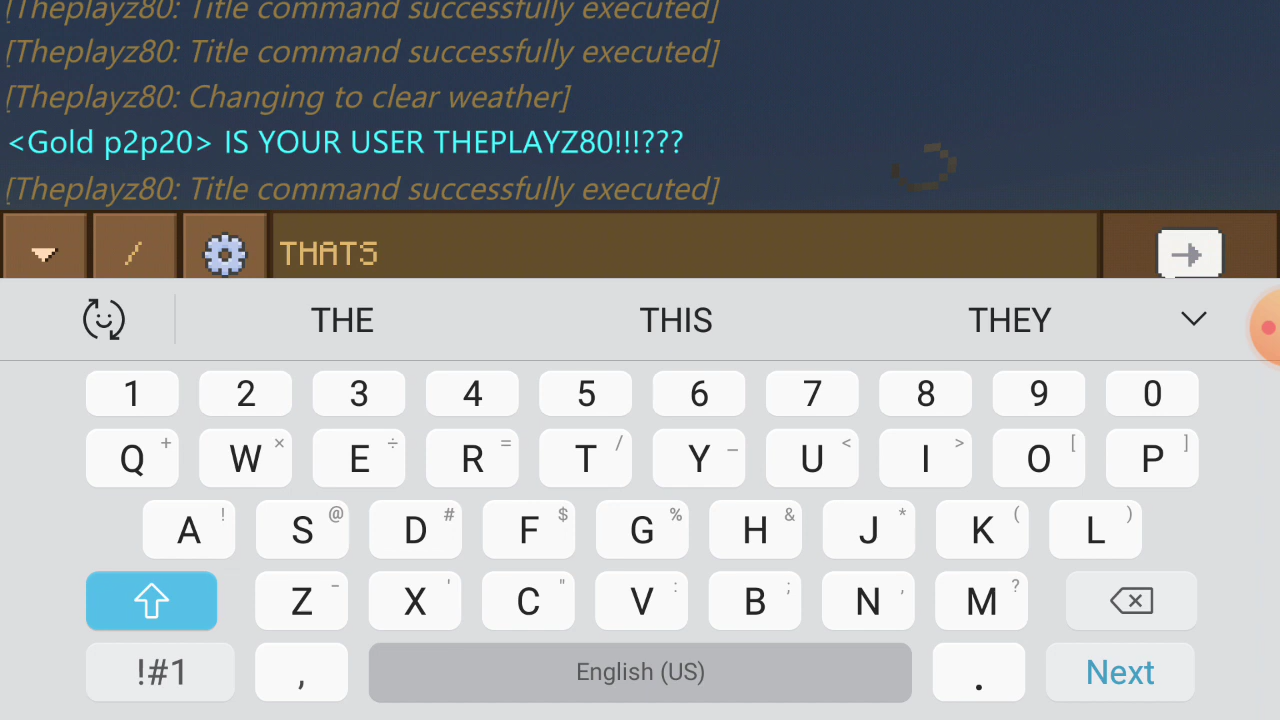 [Theplayz80: Title command successfully executed]
[Theplayz80: Title command successfully executed]
[Theplayz80: Changing to clear weather]
<Gold p2p20> IS YOUR USER THEPLAYZ80!!!???
[Theplayz80: Title command successfully executed]
/ THATS
THE THIS THEY
1 2 3 4 5 6 7 8 9 0
Q + W × E ÷ R = T / Y _ U < I > O [ P ]
A ! S @ D # F $ G % H & J * K ( L )
Z - X ' C " V : B ; N , M ?
!#1 , English (US) . Next